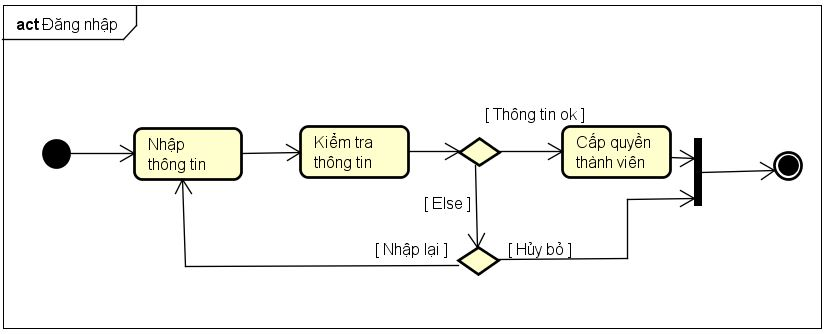 act Đăng nhập
[ Thông tin ok ]
Nhập
thông tin
Kiểm tra
thông tin
Cấp quyền
thành viên
[ Else ]
[ Nhập lại ]
[ Hủy bỏ ]